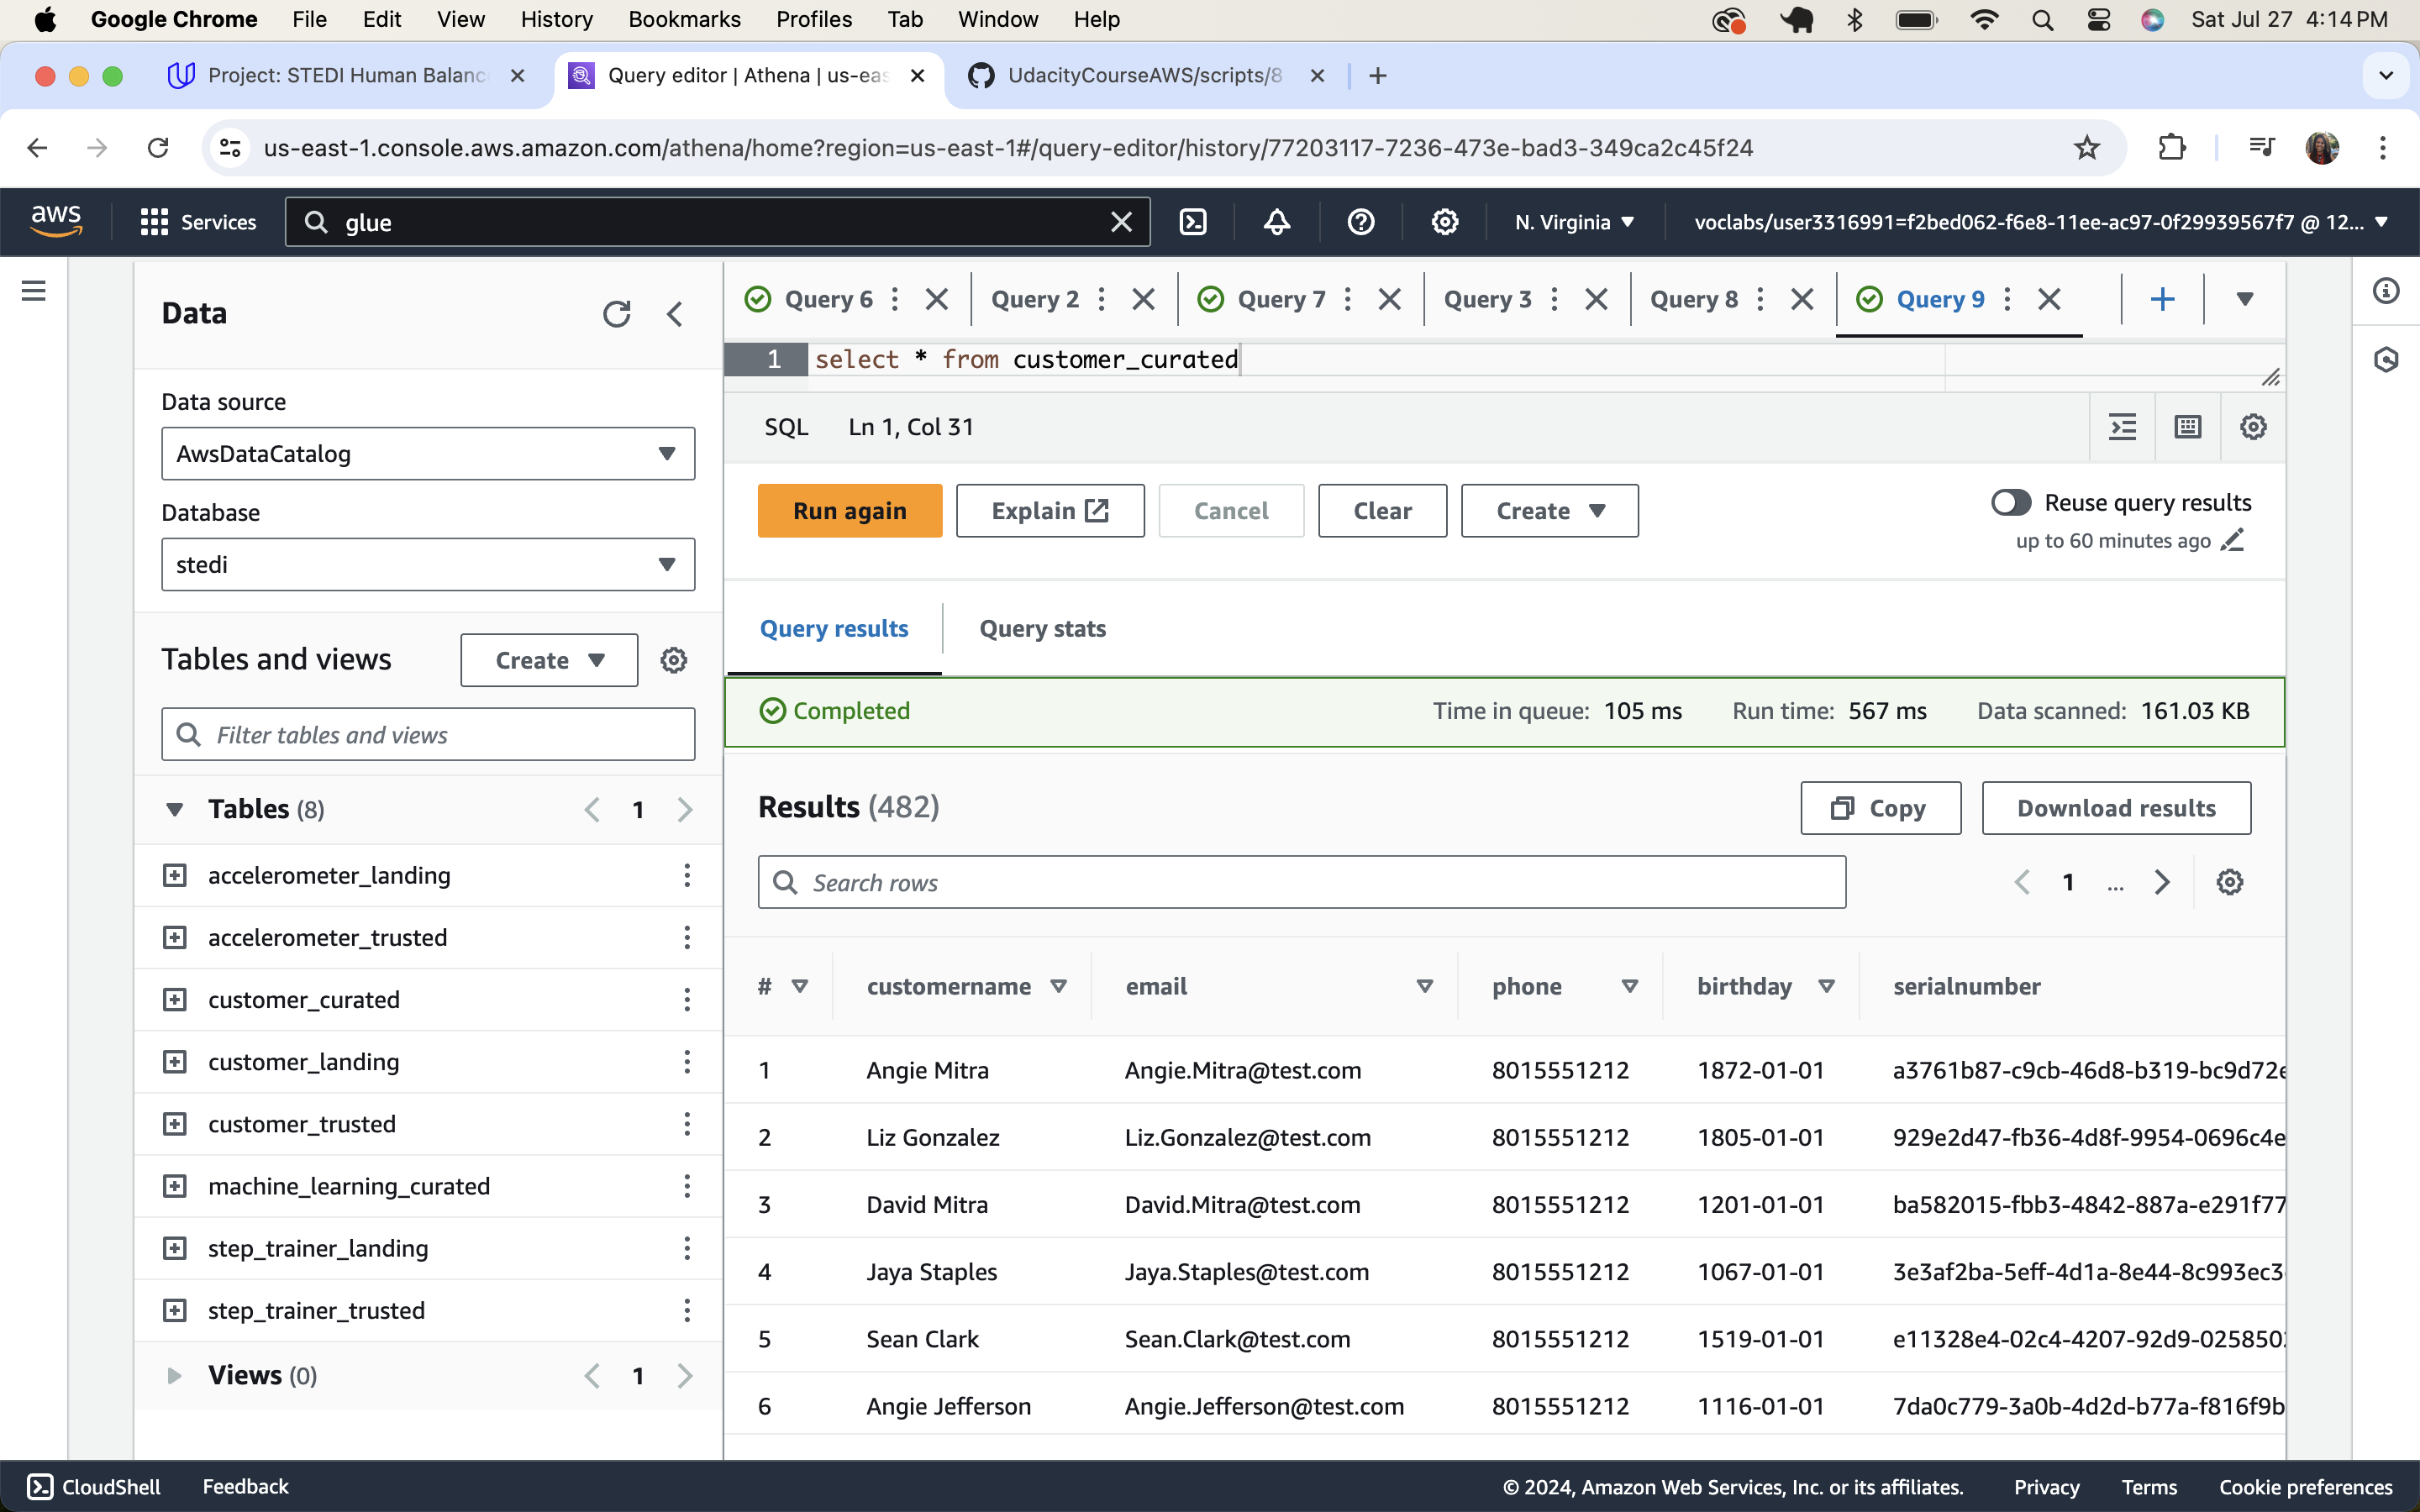 Google Chrome File Edit View History Bookmarks Profiles Tab Window Help Sat Jul 27 4:14 PM
Project: STEDI Human Balanc Query editor | Athena | us-eas UdacityCourseAWS/scripts/8
us-east-1.console.aws.amazon.com/athena/home?region=us-east-1#/query-editor/history/77203117-7236-473e-bad3-349ca2c45f24
aws Services glue N. Virginia voclabs/user3316991=f2bed062-f6e8-11ee-ac97-0f29939567f7 @ 12...
Data
Data source
AwsDataCatalog
Database
stedi
Tables and views Create
Filter tables and views
Tables (8) 1
accelerometer_landing
accelerometer_trusted
customer_curated
customer_landing
customer_trusted
machine_learning_curated
step_trainer_landing
step_trainer_trusted
Views (0) 1
Query 6 Query 2 Query 7 Query 3 Query 8 Query 9
1 select * from customer_curated
SQL Ln 1, Col 31
Run again Explain Cancel Clear Create Reuse query results
up to 60 minutes ago
Query results Query stats
Completed Time in queue: 105 ms Run time: 567 ms Data scanned: 161.03 KB
Results (482) Copy Download results
Search rows 1 ...
# customername email phone birthday serialnumber
1 Angie Mitra Angie.Mitra@test.com 8015551212 1872-01-01 a3761b87-c9cb-46d8-b319-bc9d72e
2 Liz Gonzalez Liz.Gonzalez@test.com 8015551212 1805-01-01 929e2d47-fb36-4d8f-9954-0696c4e
3 David Mitra David.Mitra@test.com 8015551212 1201-01-01 ba582015-fbb3-4842-887a-e291f77
4 Jaya Staples Jaya.Staples@test.com 8015551212 1067-01-01 3e3af2ba-5eff-4d1a-8e44-8c993ec3
5 Sean Clark Sean.Clark@test.com 8015551212 1519-01-01 e11328e4-02c4-4207-92d9-025850
6 Angie Jefferson Angie.Jefferson@test.com 8015551212 1116-01-01 7da0c779-3a0b-4d2d-b77a-f816f9b
CloudShell Feedback © 2024, Amazon Web Services, Inc. or its affiliates. Privacy Terms Cookie preferences